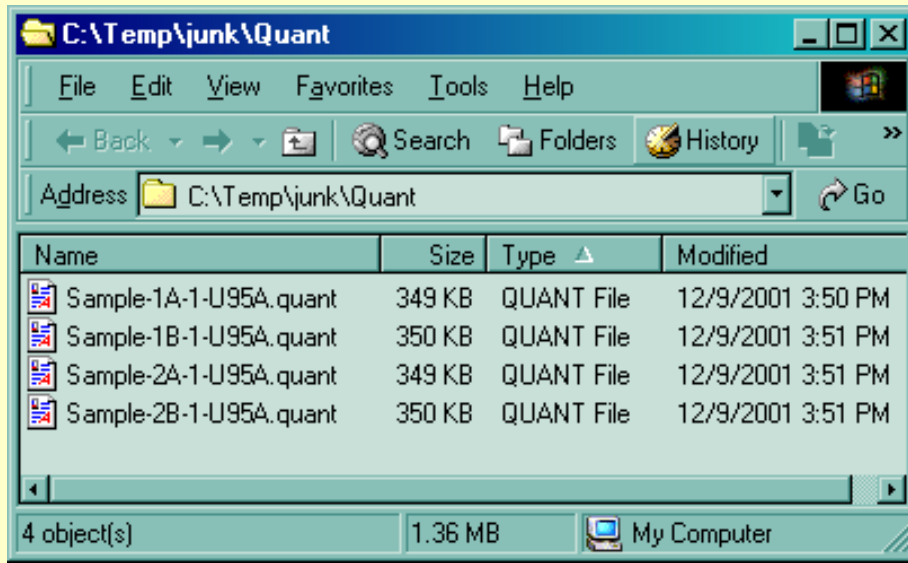 C:\Temp\junk\Quant
File Edit View Favorites Tools Help
Back Search Folders History »
Address C:\Temp\junk\Quant Go
Name Size Type Modified
Sample-1A-1-U95A.quant 349 KB QUANT File 12/9/2001 3:50 PM
Sample-1B-1-U95A.quant 350 KB QUANT File 12/9/2001 3:51 PM
Sample-2A-1-U95A.quant 349 KB QUANT File 12/9/2001 3:51 PM
Sample-2B-1-U95A.quant 350 KB QUANT File 12/9/2001 3:51 PM
4 object(s) 1.36 MB My Computer